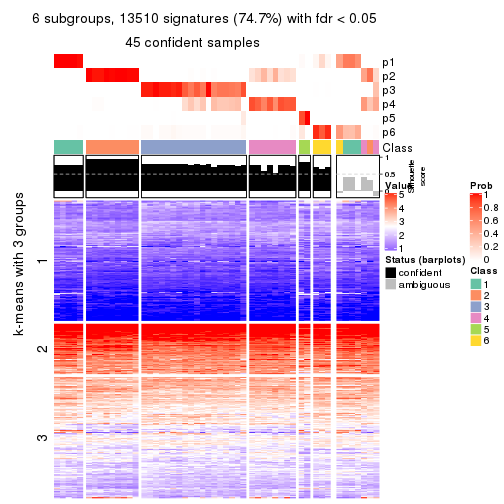 6 subgroups, 13510 signatures (74.7%) with fdr < 0.05
45 confident samples
p1
p2
p3
p4
p5
p6
Class
1
0.5
0
Silhouette
score
k-means with 3 groups
1
2
3
Value
5
4
3
2
1
Status (barplots)
confident
ambiguous
Prob
1
0.8
0.6
0.4
0.2
0
Class
1
2
3
4
5
6